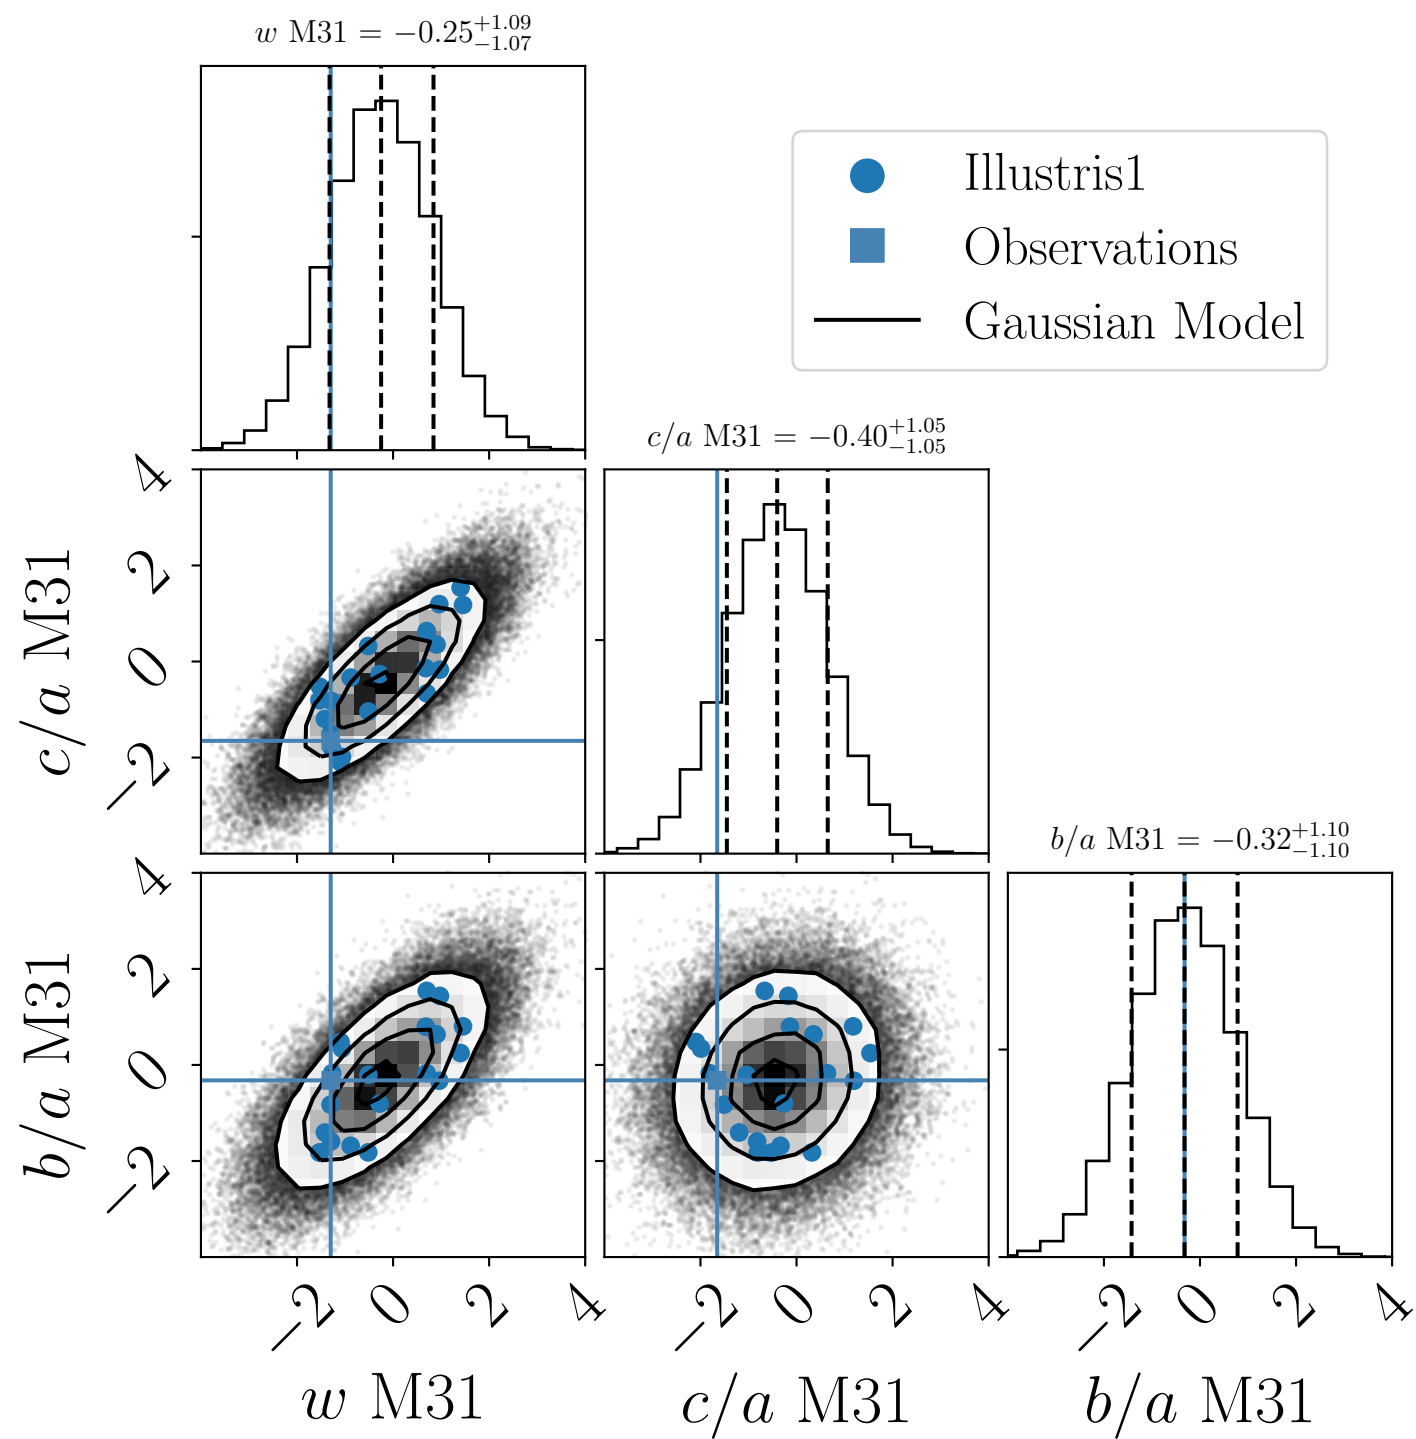 w M31 = −0.25+1.09−1.07
Illustris1
Observations
Gaussian Model
c/a M31 = −0.40+1.05−1.05
4
2
0
−2
c/a M31
b/a M31 = −0.32+1.10−1.10
4
2
0
−2
b/a M31
−2 0 2 4
−2 0 2 4
−2 0 2 4
w M31
c/a M31
b/a M31